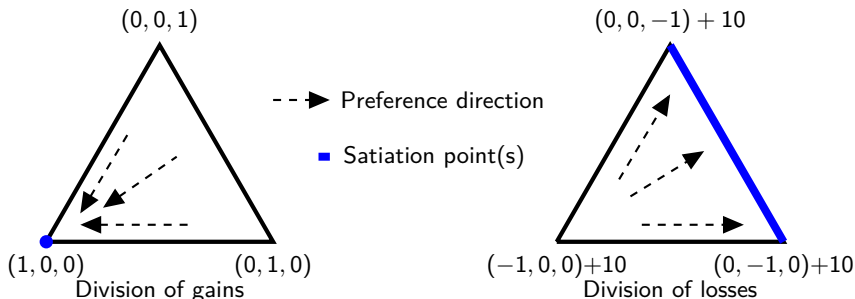 (0, 0, 1)
(0, 0, −1) + 10
Preference direction
Satiation point(s)
(1, 0, 0)
(0, 1, 0)
(−1, 0, 0)+10
(0, −1, 0)+10
Division of gains
Division of losses